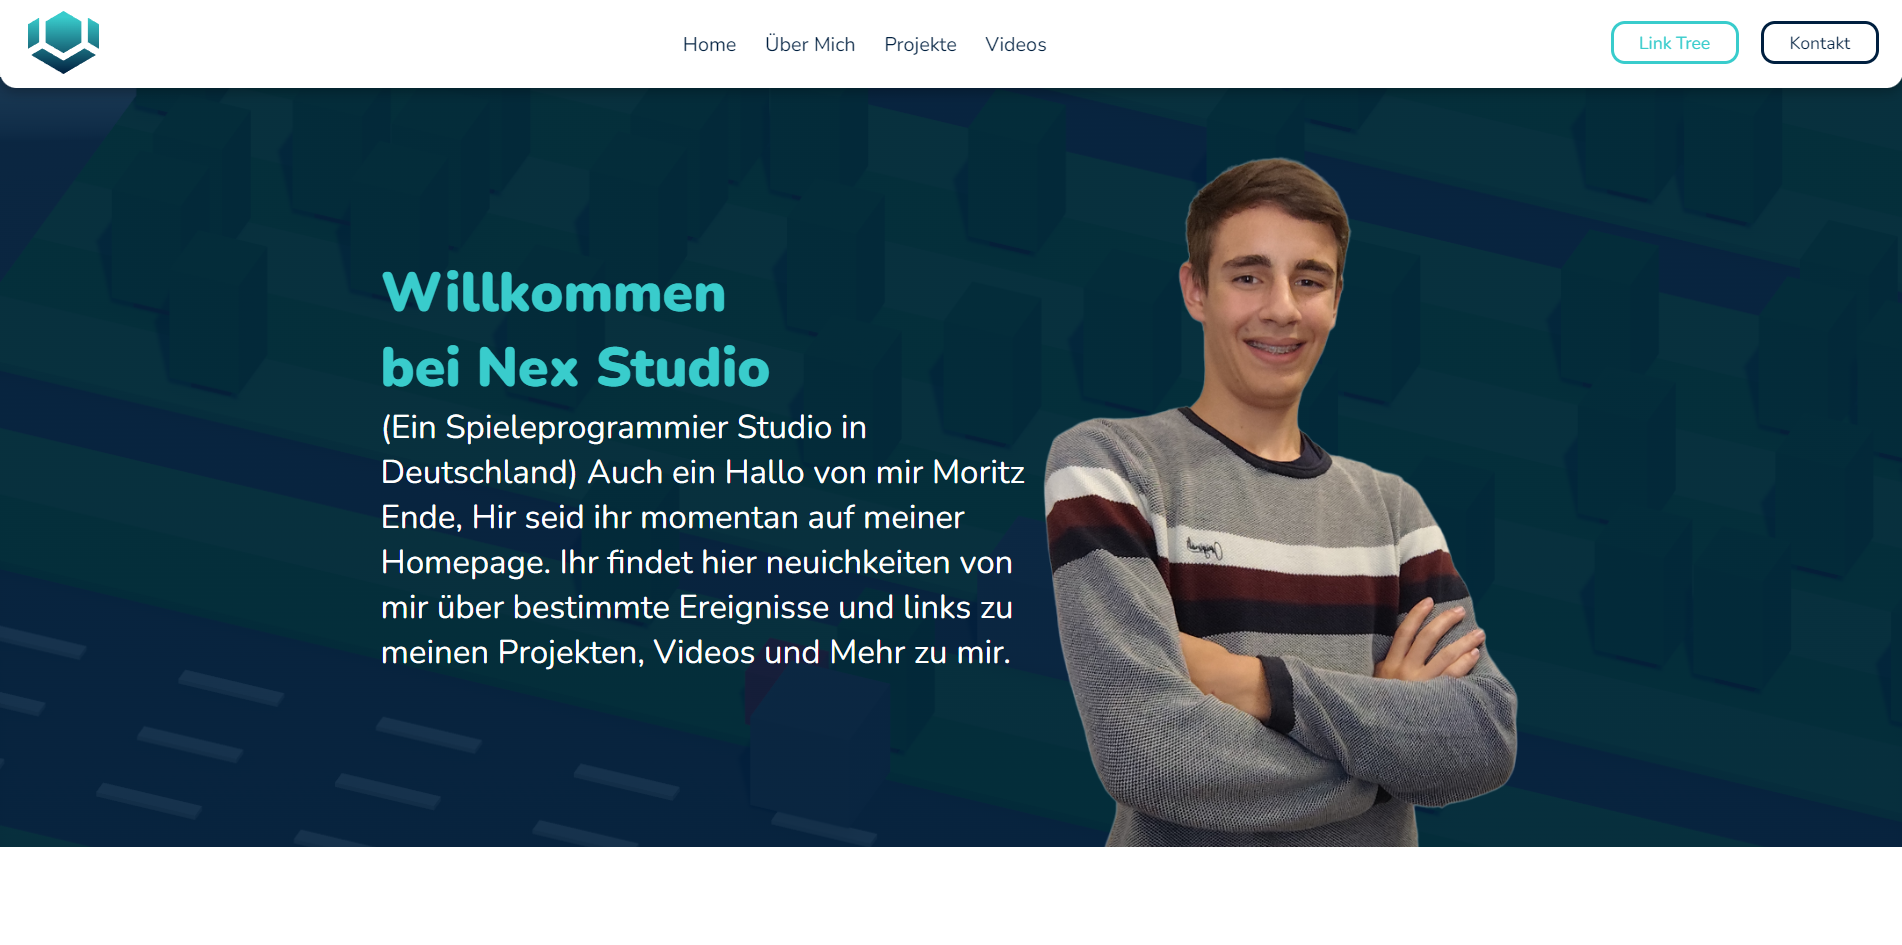 Home Über Mich Projekte Videos
Link Tree Kontakt
Willkommen
bei Nex Studio
(Ein Spieleprogrammier Studio in
Deutschland) Auch ein Hallo von mir Moritz
Ende, Hir seid ihr momentan auf meiner
Homepage. Ihr findet hier neuichkeiten von
mir über bestimmte Ereignisse und links zu
meinen Projekten, Videos und Mehr zu mir.